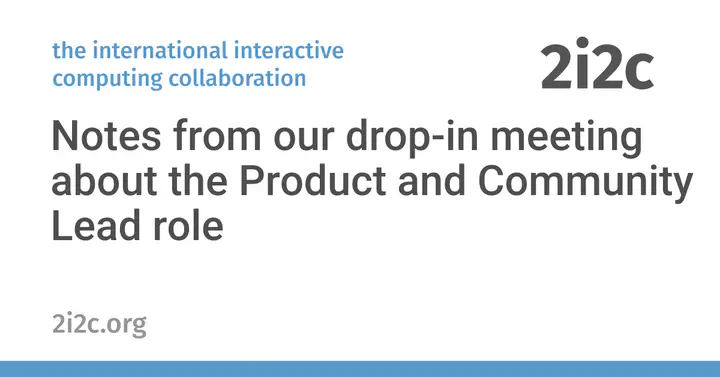 the international interactive
computing collaboration
2i2c
Notes from our drop-in meeting
about the Product and Community
Lead role
2i2c.org